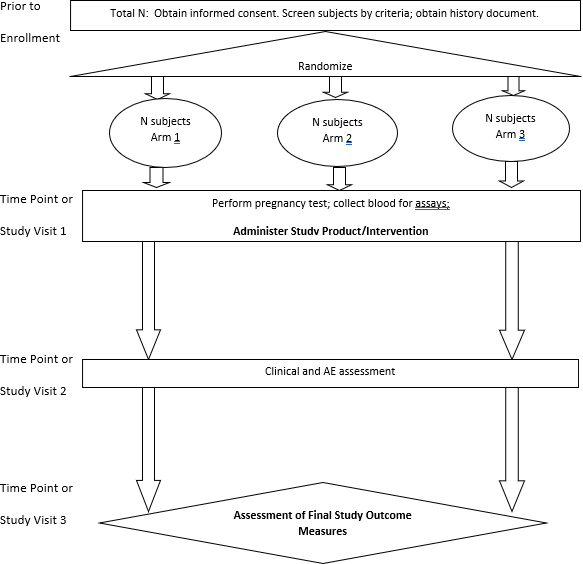 Prior to
Enrollment
Total N:  Obtain informed consent. Screen subjects by criteria; obtain history document.
Randomize
N subjects
Arm 1
N subjects
Arm 2
N subjects
Arm 3
Time Point or
Study Visit 1
Perform pregnancy test; collect blood for assays;
Administer Study Product/Intervention
Time Point or
Study Visit 2
Clinical and AE assessment
Time Point or
Study Visit 3
Assessment of Final Study Outcome
Measures